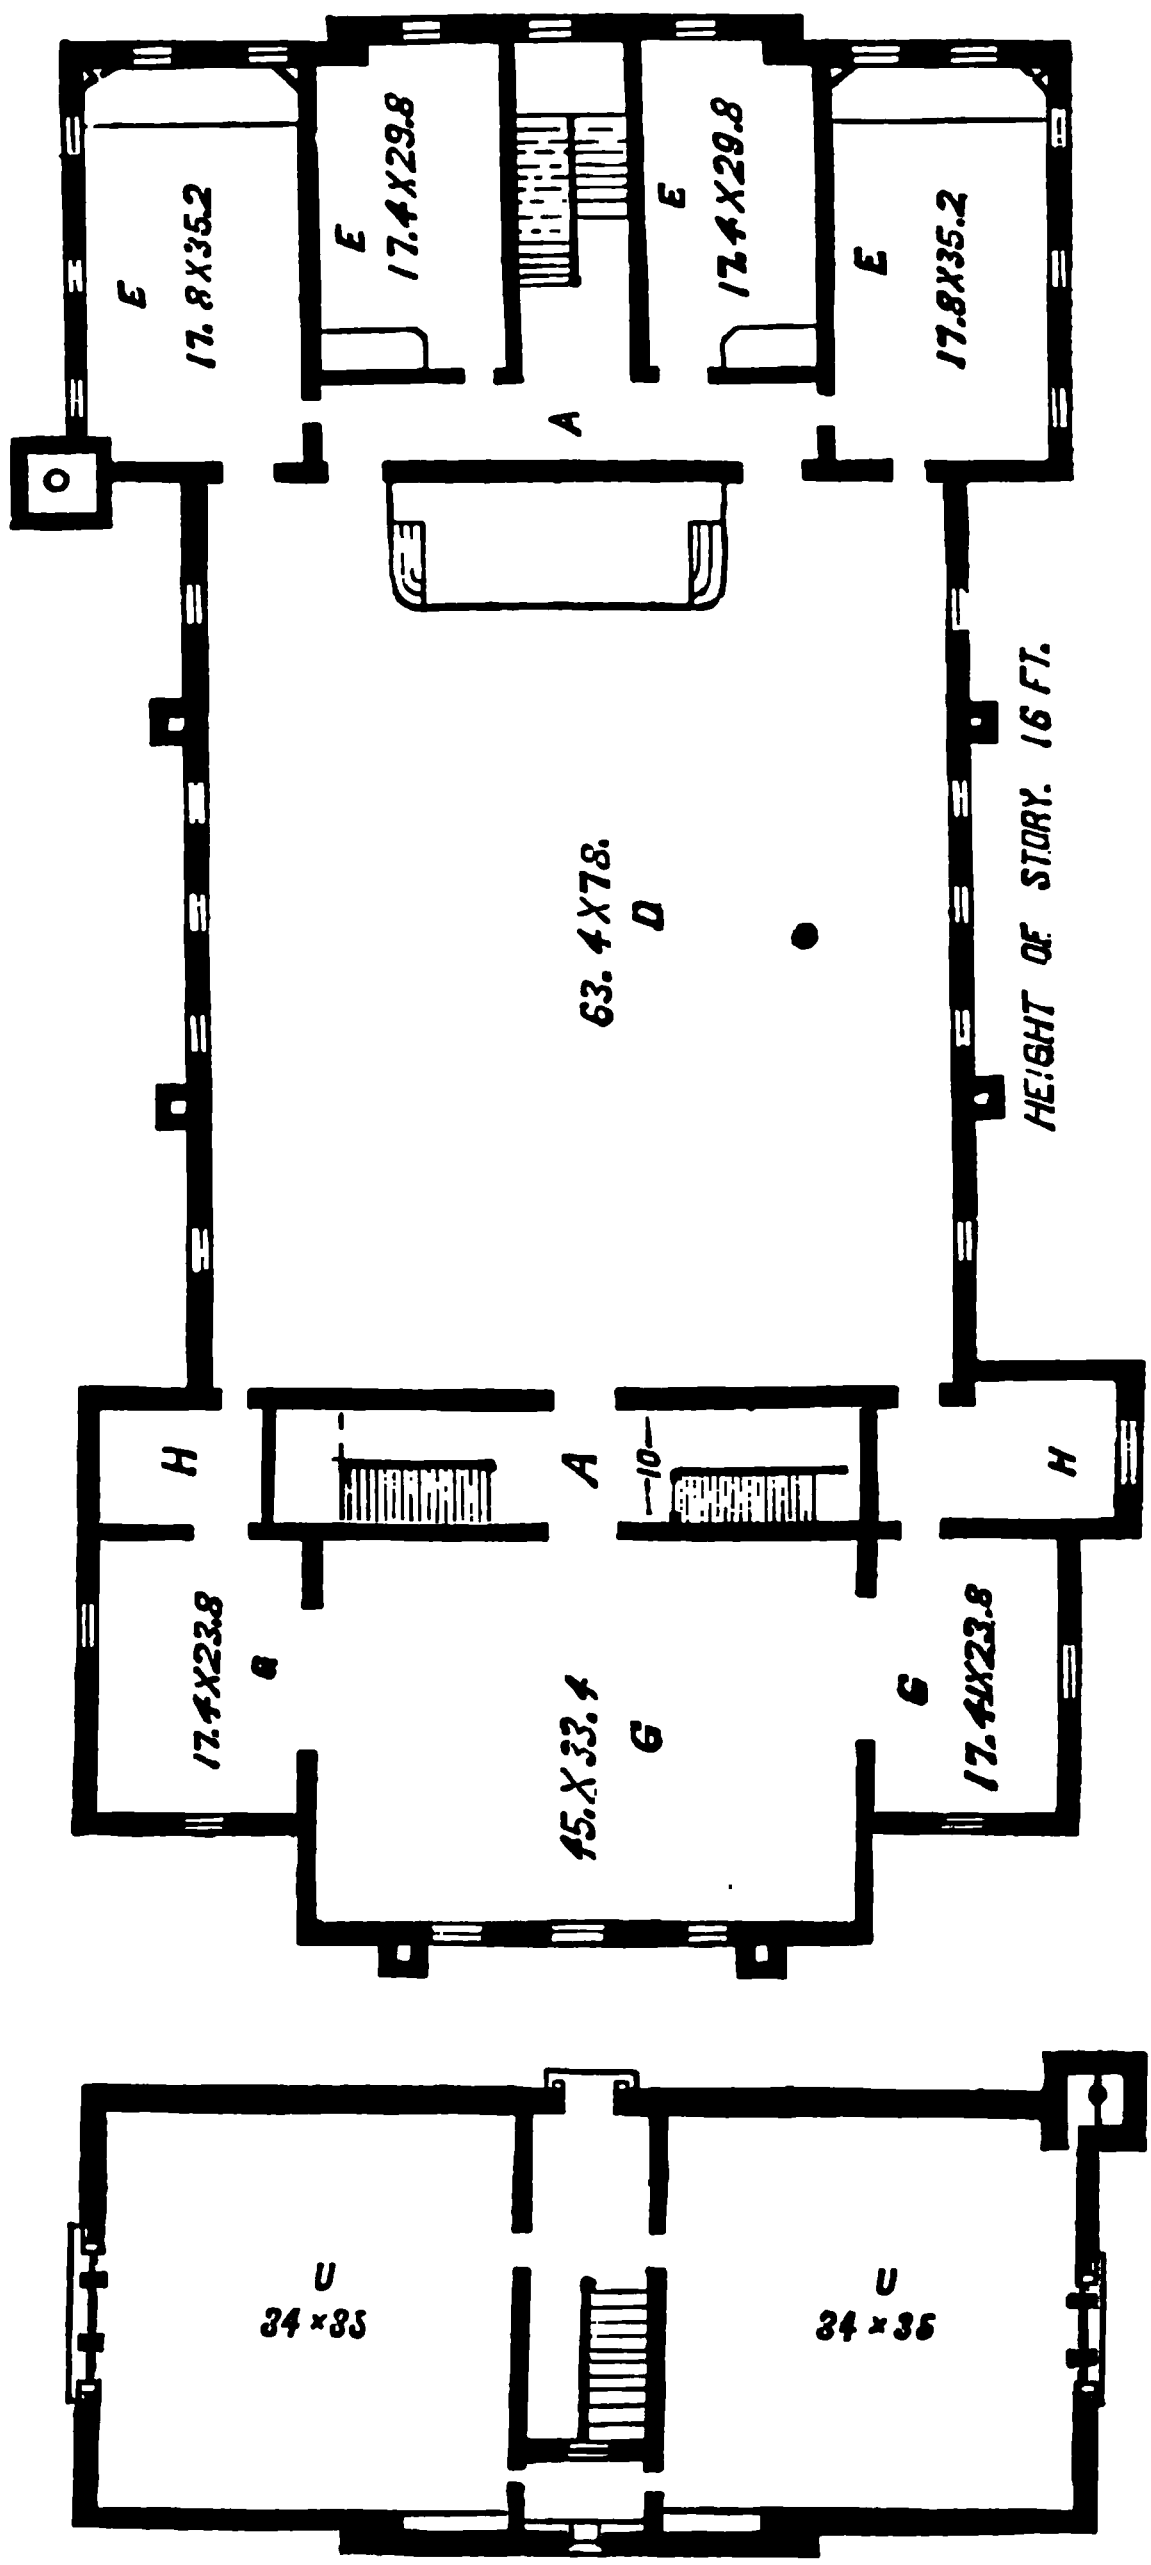 E
17.8X35.2
E
17.4X29.8
E
17.4X29.8
E
17.8X35.2
A
63.4X78.
D
HEIGHT OF STORY. 16 FT.
H
A
10
H
17.4X23.8
G
45.X33.4
G
G
17.4X23.8
U
34×35
U
34×35